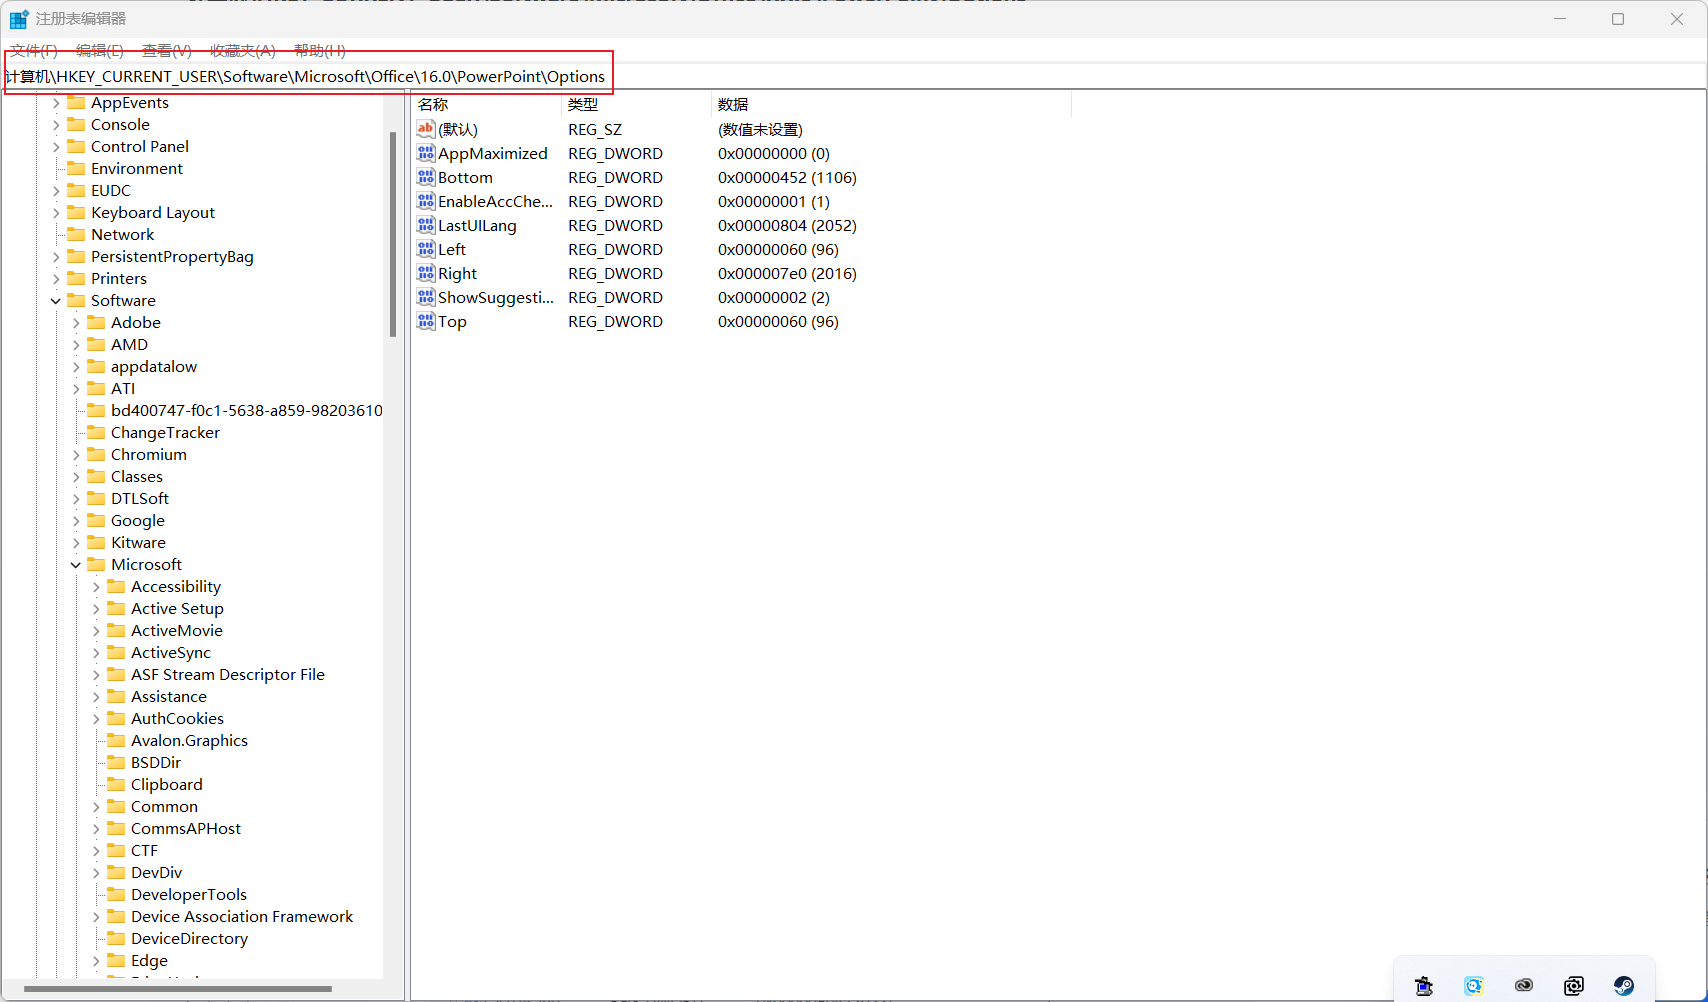 注册表编辑器
文件(F) 编辑(E) 查看(V) 收藏夹(A) 帮助(H)
计算机\HKEY_CURRENT_USER\Software\Microsoft\Office\16.0\PowerPoint\Options
AppEvents
Console
Control Panel
Environment
EUDC
Keyboard Layout
Network
PersistentPropertyBag
Printers
Software
Adobe
AMD
appdatalow
ATI
bd400747-f0c1-5638-a859-98203610
ChangeTracker
Chromium
Classes
DTLSoft
Google
Kitware
Microsoft
Accessibility
Active Setup
ActiveMovie
ActiveSync
ASF Stream Descriptor File
Assistance
AuthCookies
Avalon.Graphics
BSDDir
Clipboard
Common
CommsAPHost
CTF
DevDiv
DeveloperTools
Device Association Framework
DeviceDirectory
Edge
名称 类型 数据
(默认) REG_SZ (数值未设置)
AppMaximized REG_DWORD 0x00000000 (0)
Bottom REG_DWORD 0x00000452 (1106)
EnableAccChe... REG_DWORD 0x00000001 (1)
LastUILang REG_DWORD 0x00000804 (2052)
Left REG_DWORD 0x00000060 (96)
Right REG_DWORD 0x000007e0 (2016)
ShowSuggesti... REG_DWORD 0x00000002 (2)
Top REG_DWORD 0x00000060 (96)